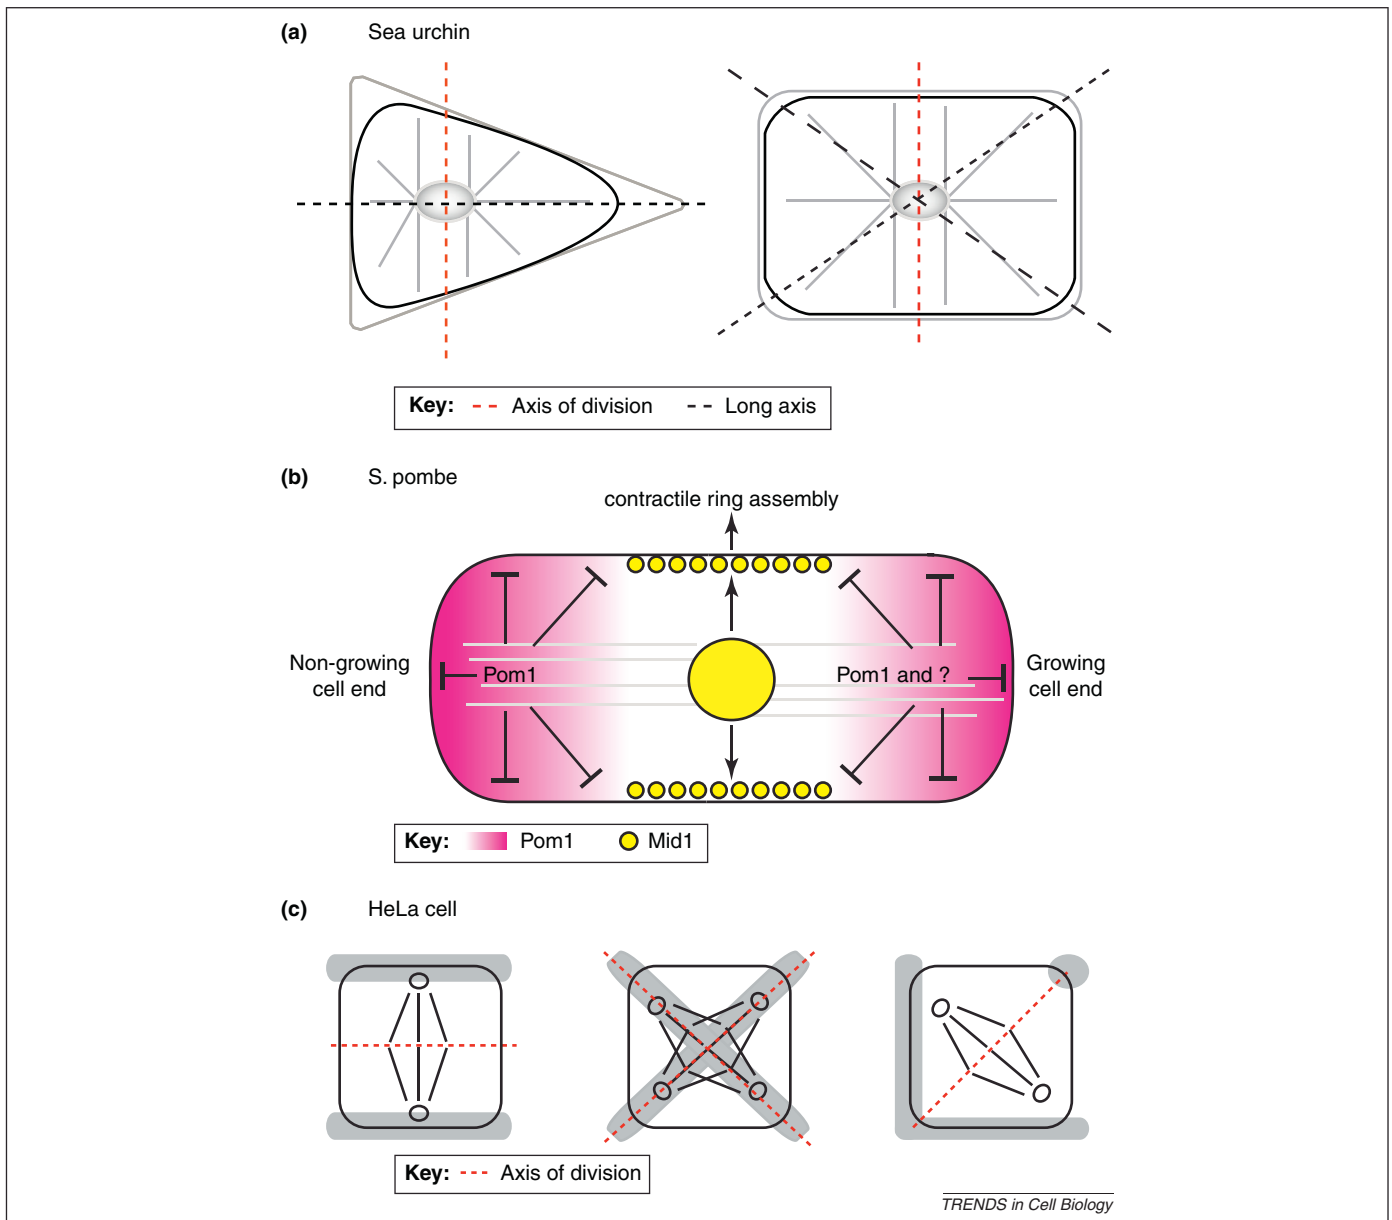 (a) Sea urchin
Key: Axis of division Long axis
(b) S. pombe
contractile ring assembly
Non-growing
cell end
Pom1
Pom1 and ?
Growing
cell end
Key: Pom1 Mid1
(c) HeLa cell
Key: Axis of division
TRENDS in Cell Biology